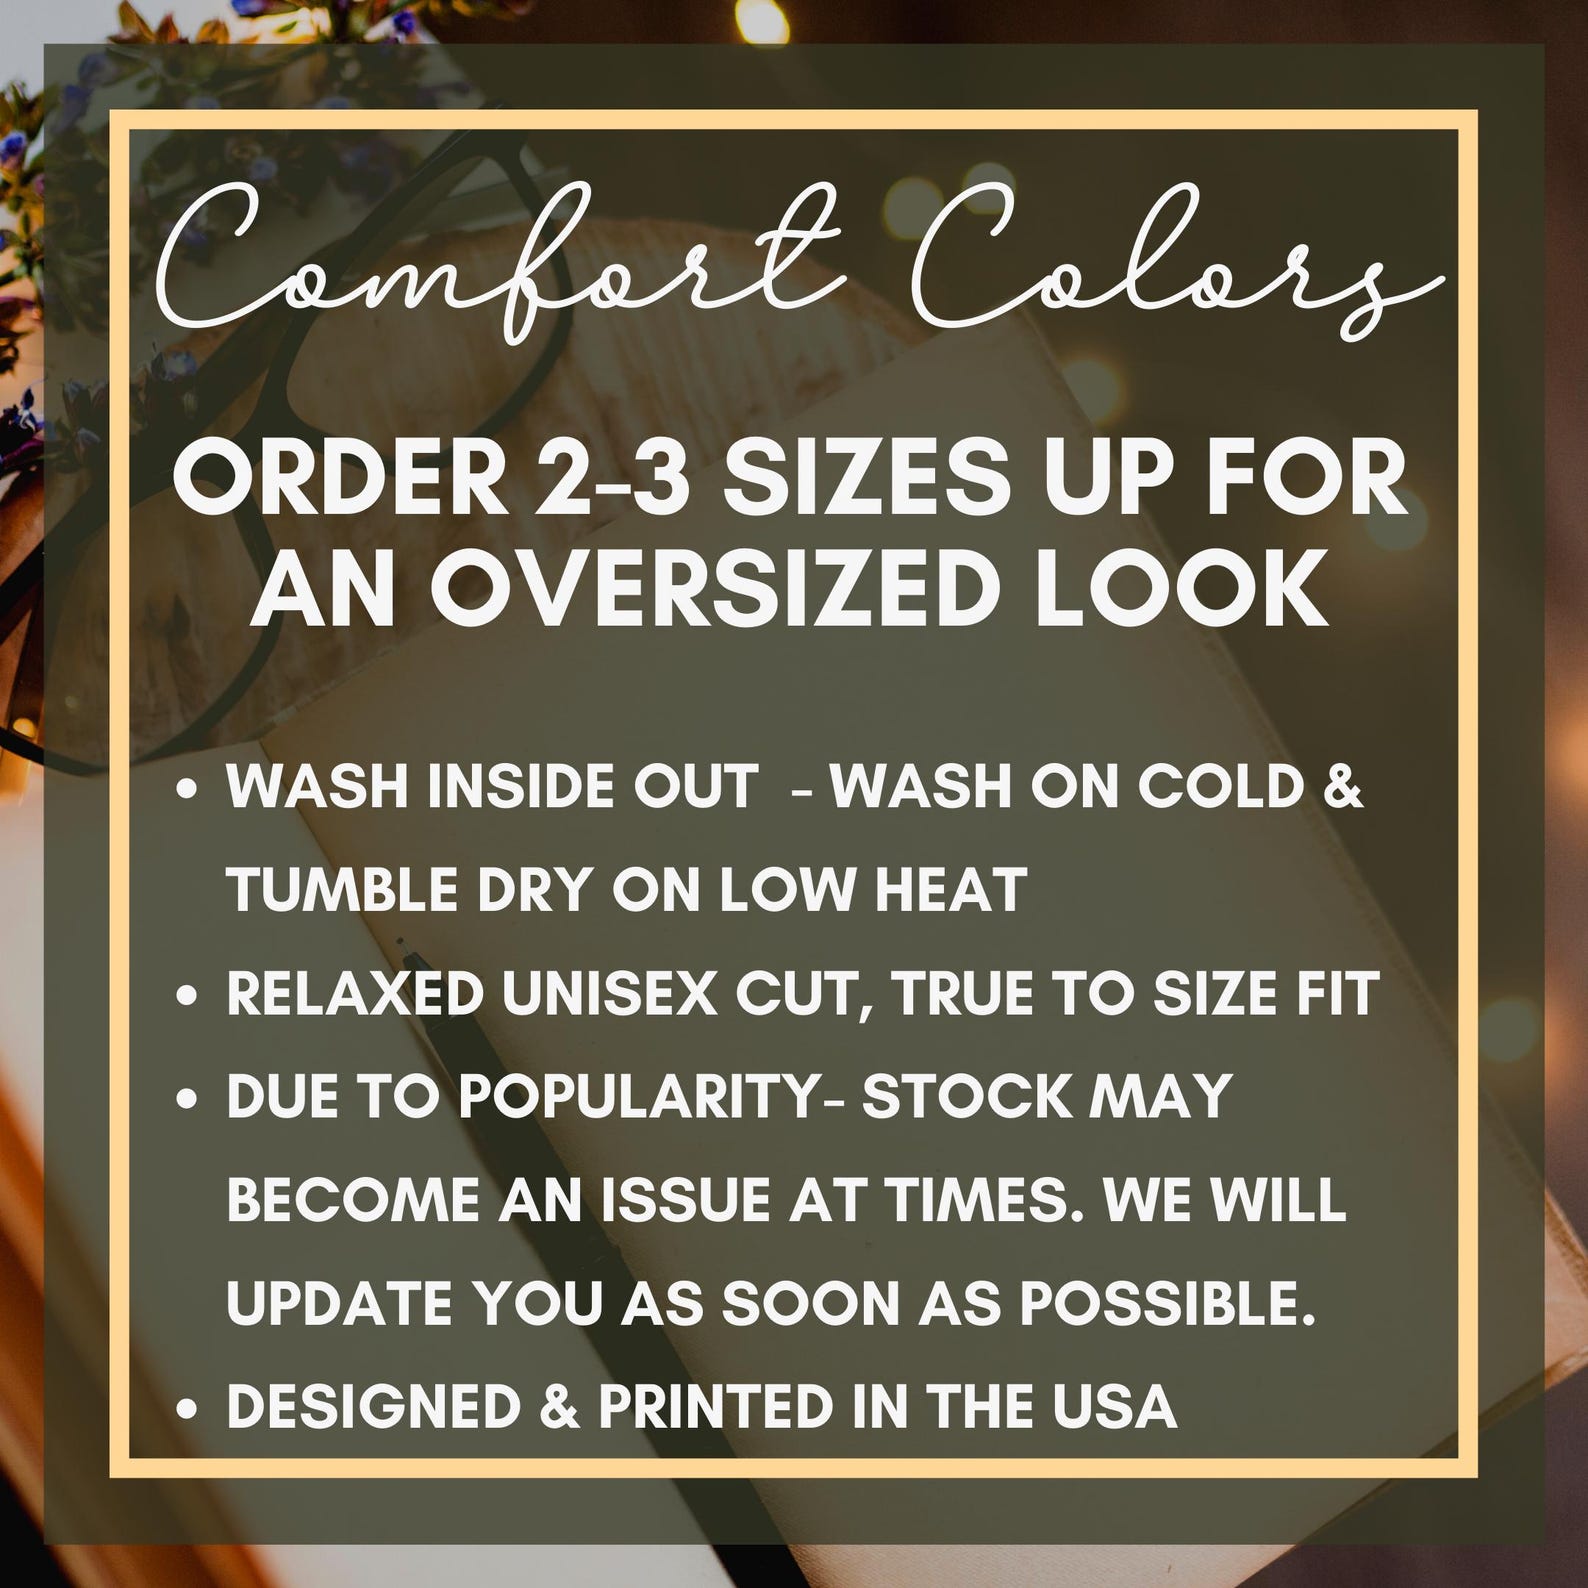 Comfort Colors
ORDER 2-3 SIZES UP FOR
AN OVERSIZED LOOK
• WASH INSIDE OUT - WASH ON COLD &
TUMBLE DRY ON LOW HEAT
• RELAXED UNISEX CUT, TRUE TO SIZE FIT
• DUE TO POPULARITY- STOCK MAY
BECOME AN ISSUE AT TIMES. WE WILL
UPDATE YOU AS SOON AS POSSIBLE.
• DESIGNED & PRINTED IN THE USA